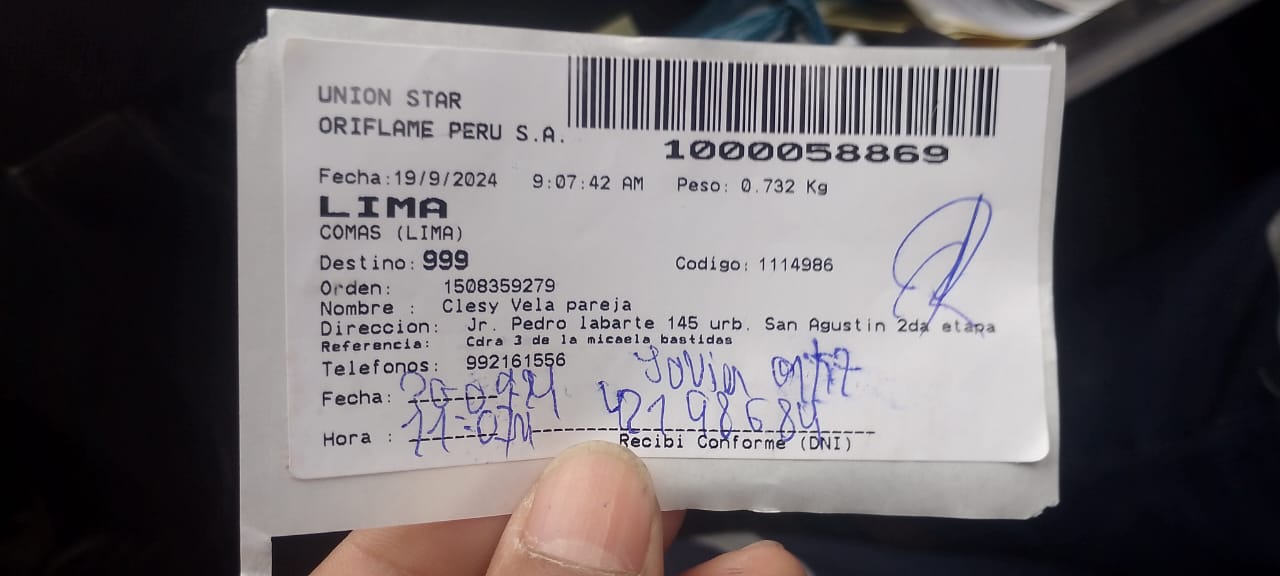 UNION STAR
ORIFLAME PERU S.A.
1000058869
Fecha:19/9/2024 9:07:42 AM Peso: 0.732 Kg
LIMA
COMAS (LIMA)
Destino: 999 Codigo: 1114986
Orden: 1508359279
Nombre : Clesy Vela pareja
Direccion: Jr. Pedro labarte 145 urb. San Agustin 2da etapa
Referencia: Cdra 3 de la micaela bastidas
Telefonos: 992161556
Fecha:
Hora : 42198684
Recibi Conforme (DNI)